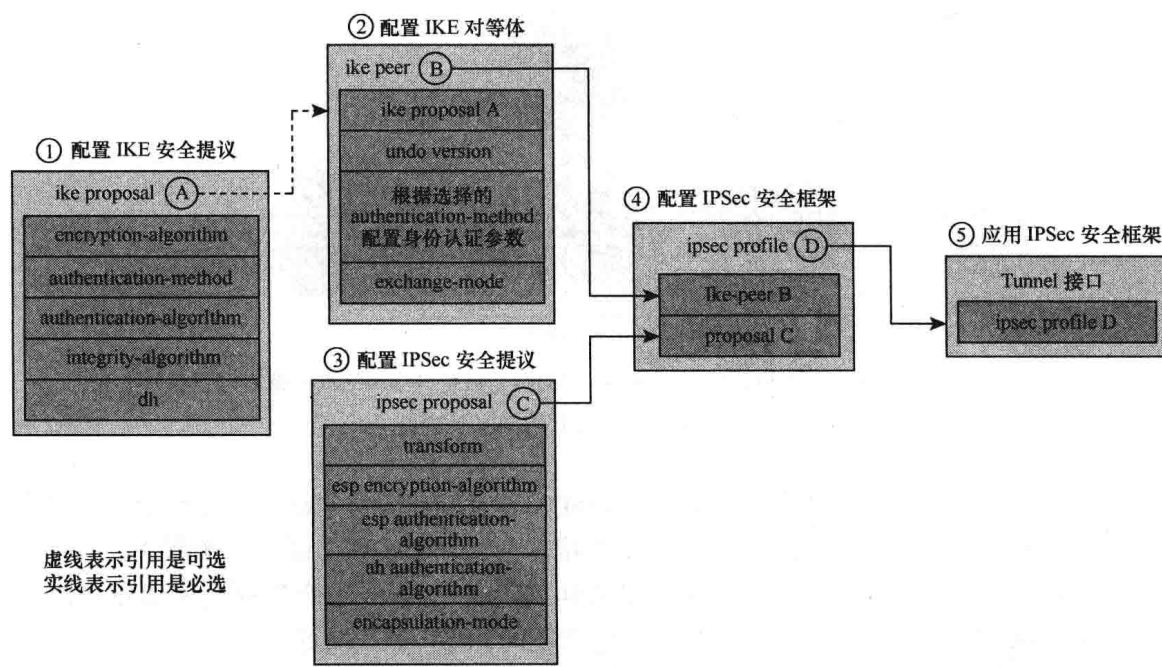 ① 配置 IKE 安全提议
ike proposal A
encryption-algorithm
authentication-method
authentication-algorithm
integrity-algorithm
dh
② 配置 IKE 对等体
ike peer B
ike proposal A
undo version
根据选择的
authentication-method
配置身份认证参数
exchange-mode
③ 配置 IPSec 安全提议
ipsec proposal C
transform
esp encryption-algorithm
esp authentication-
algorithm
ah authentication-
algorithm
encapsulation-mode
④ 配置 IPSec 安全框架
ipsec profile D
Ike-peer B
proposal C
⑤ 应用 IPSec 安全框架
Tunnel 接口
ipsec profile D
虚线表示引用是可选
实线表示引用是必选